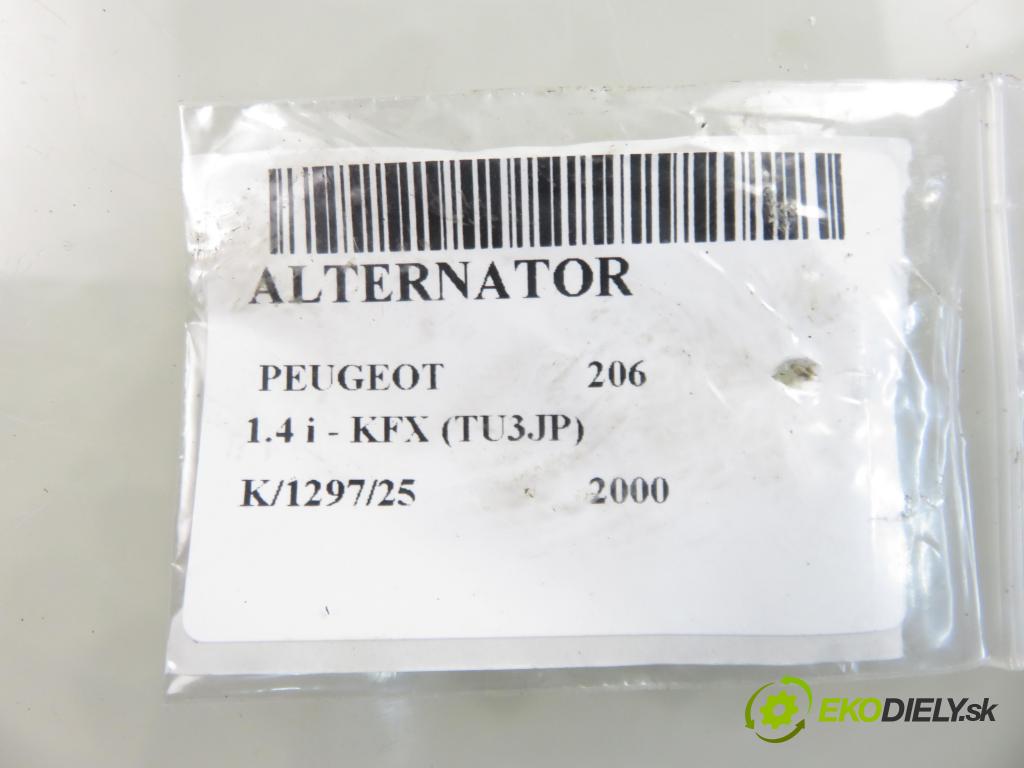 ALTERNATOR
PEUGEOT 206
1.4 i - KFX (TU3JP)
K/1297/25 2000
EKODIELY.sk